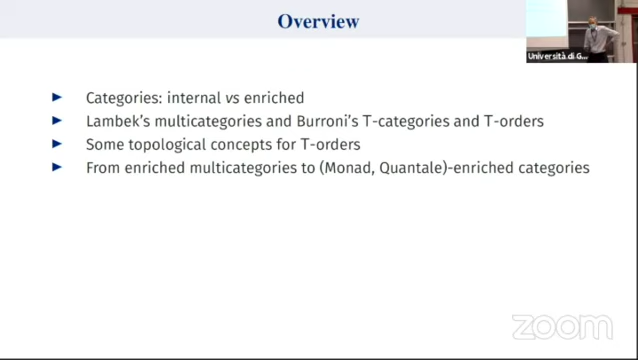 Overview
Università di G...
Categories: internal vs enriched
Lambek's multicategories and Burroni's T-categories and T-orders
Some topological concepts for T-orders
From enriched multicategories to (Monad, Quantale)-enriched categories
zoom